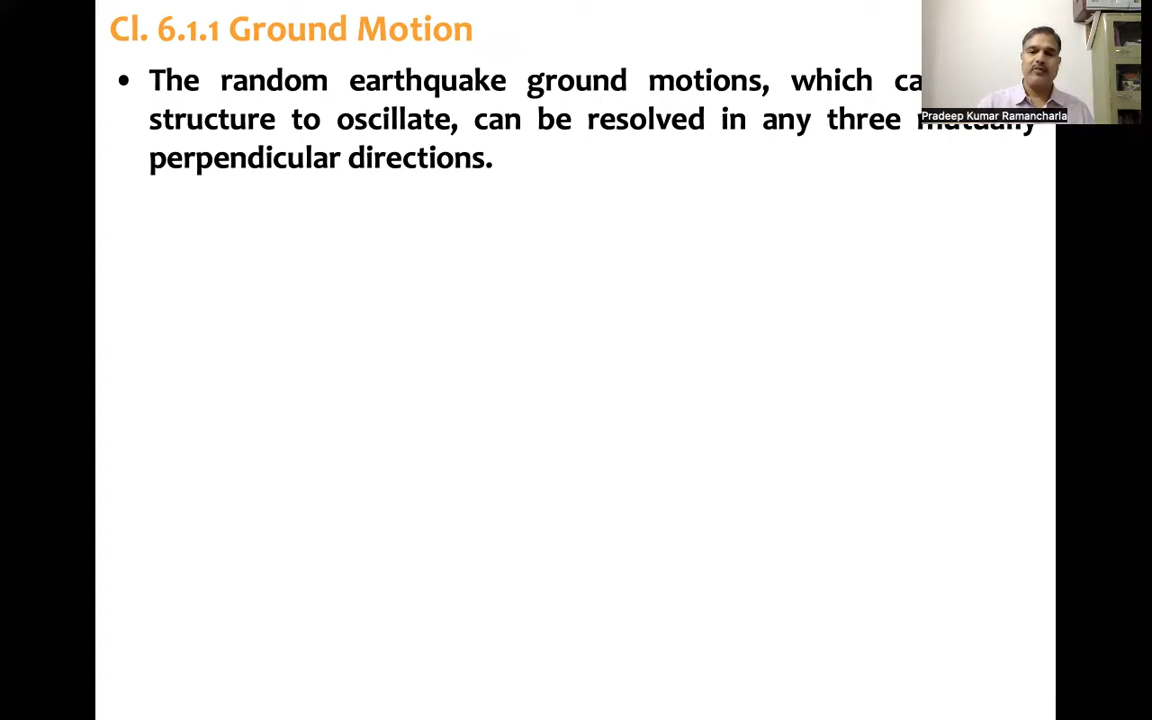 Cl. 6.1.1 Ground Motion
• The random earthquake ground motions, which
structure to oscillate, can be resolved in any three mutually
perpendicular directions.
Pradeep Kumar Ramancharla